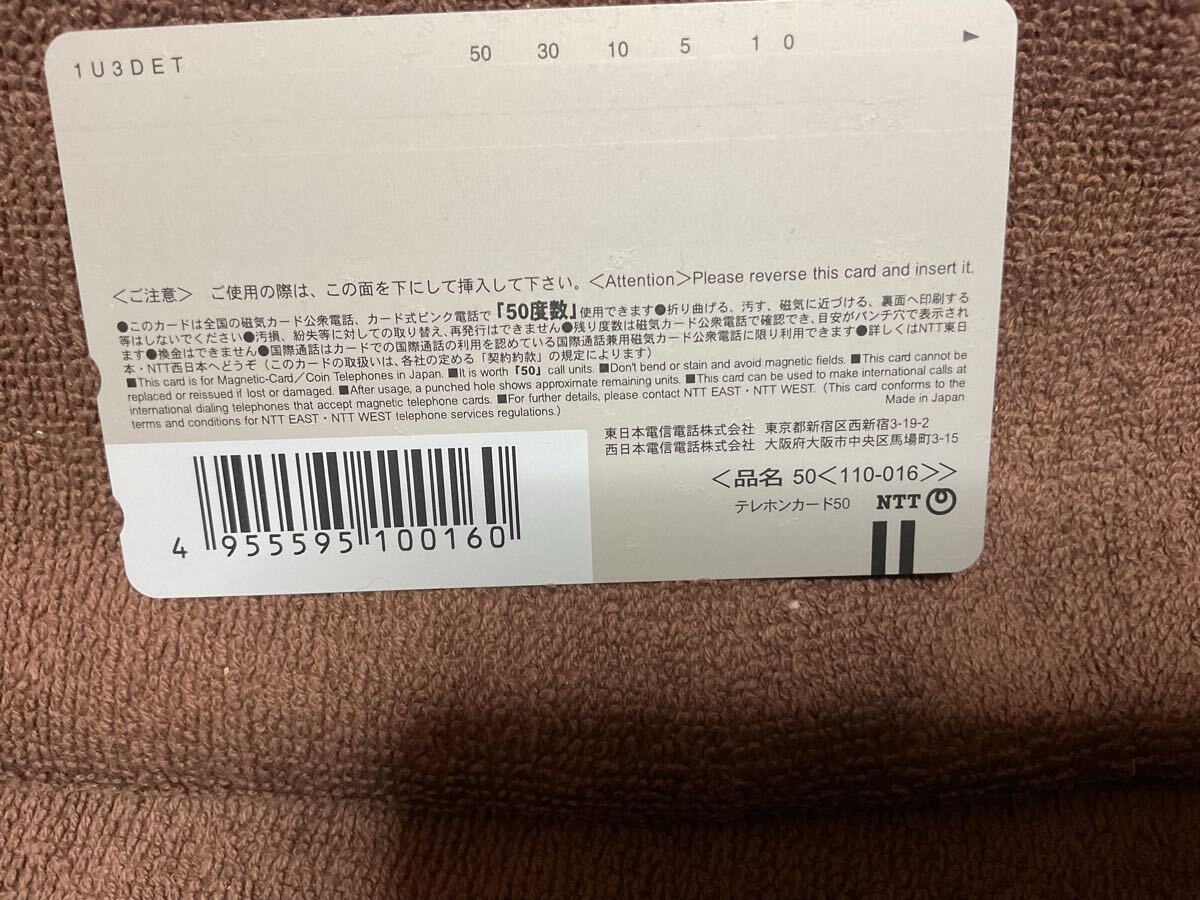 1U3DET 50 30 10 5 1 0
<ご注意> ご使用の際は、この面を下にして挿入して下さい。<Attention>Please reverse this card and insert it.
●このカードは全国の磁気カード公衆電話、カード式ピンク電話で「50度数」使用できます●折り曲げる、汚す、磁気に近づける、裏面へ印刷する
等はしないでください●汚損、紛失等に対しての取り替え、再発行はできません●残り度数は磁気カード公衆電話で確認でき、目安がパンチ穴で表示され
ます●換金はできません●国際通話はカードでの国際通話の利用を認めている国際通話兼用磁気カード公衆電話に限り利用できます●詳しくはNTT東日
本・NTT西日本へどうぞ(このカードの取扱いは、各社の定める「契約約款」の規定によります)
■This card is for Magnetic-Card/Coin Telephones in Japan. ■It is worth「50」call units. ■Don't bend or stain and avoid magnetic fields. ■This card cannot be
replaced or reissued if lost or damaged. ■After usage, a punched hole shows approximate remaining units. ■This card can be used to make international calls at
international dialing telephones that accept magnetic telephone cards. ■For further details, please contact NTT EAST・NTT WEST. (This card conforms to the
terms and conditions for NTT EAST・NTT WEST telephone services regulations.) Made in Japan
東日本電信電話株式会社 東京都新宿区西新宿3-19-2
西日本電信電話株式会社 大阪府大阪市中央区馬場町3-15
<品名 50<110-016>>
テレホンカード50 NTT
4 955595 100160